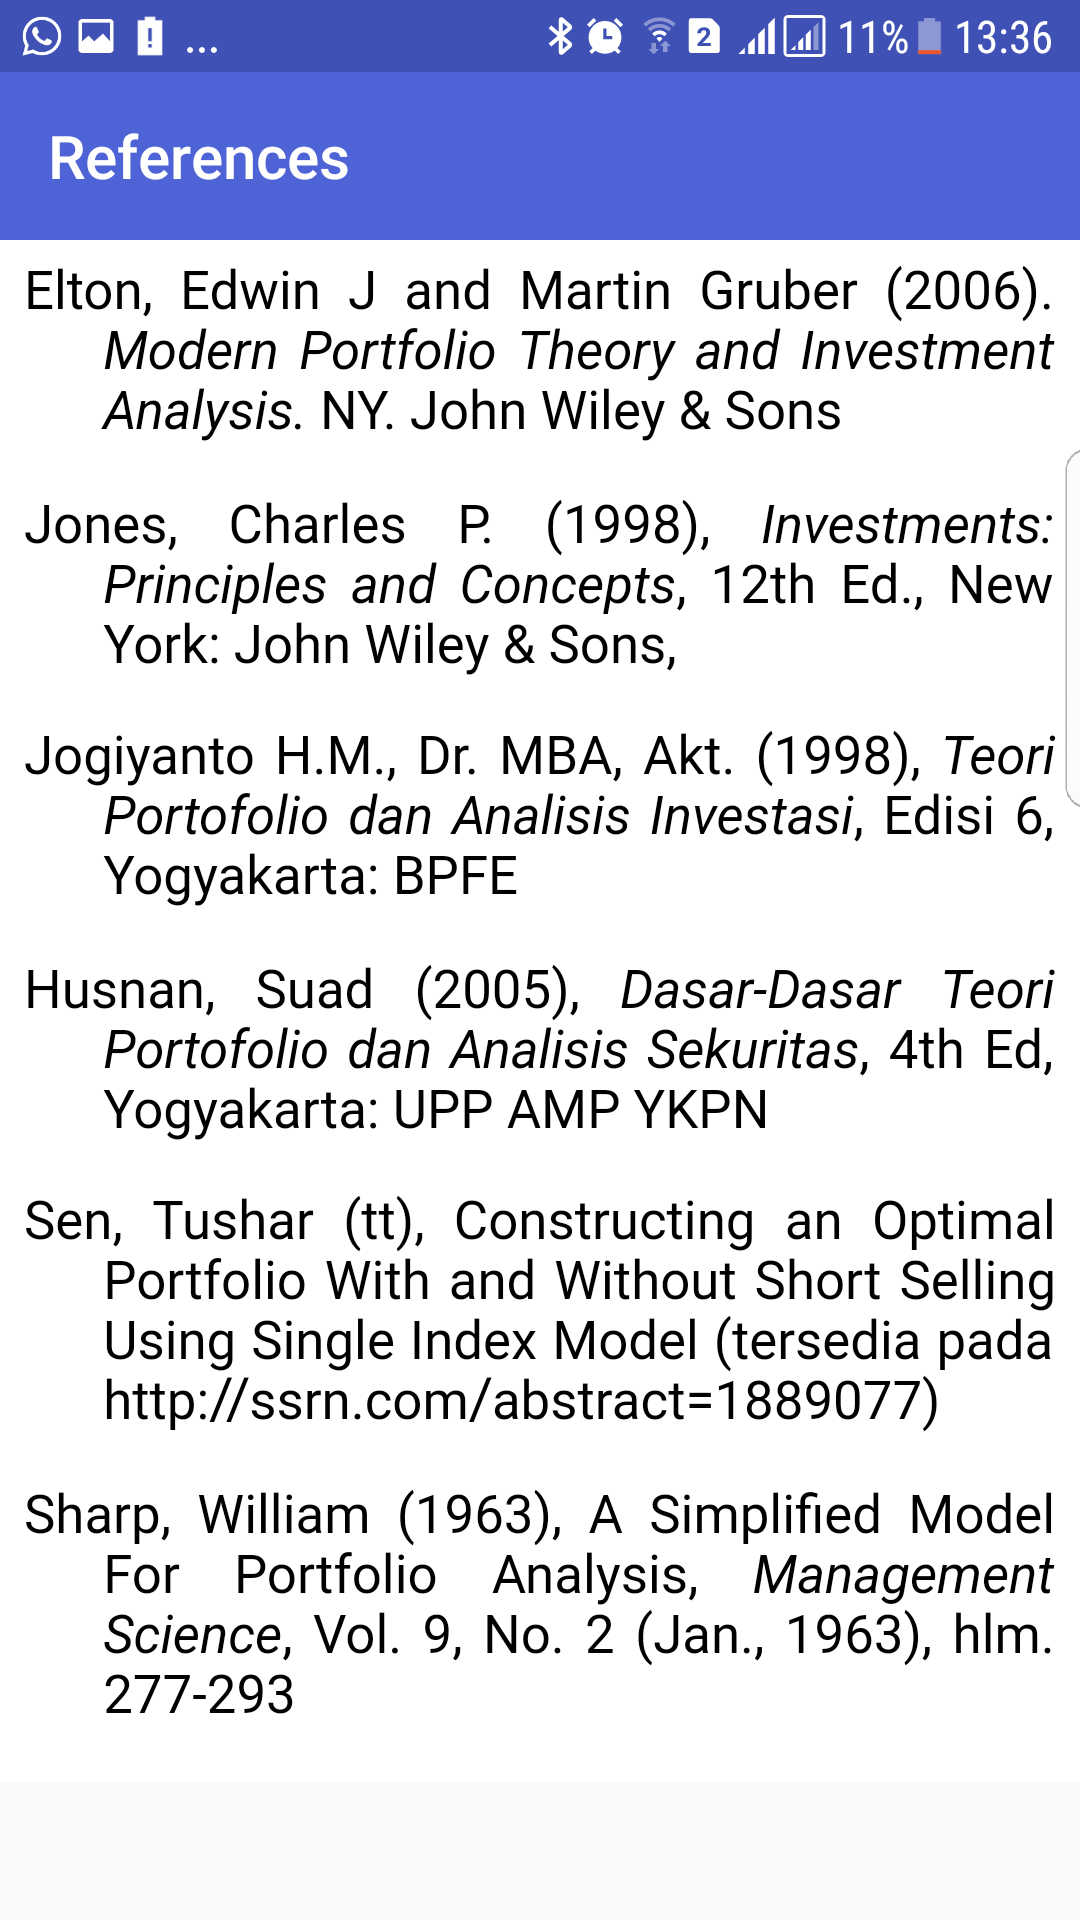 ... 2 11% 13:36
References
Elton, Edwin J and Martin Gruber (2006).
Modern Portfolio Theory and Investment
Analysis. NY. John Wiley & Sons
Jones, Charles P. (1998), Investments:
Principles and Concepts, 12th Ed., New
York: John Wiley & Sons,
Jogiyanto H.M., Dr. MBA, Akt. (1998), Teori
Portofolio dan Analisis Investasi, Edisi 6,
Yogyakarta: BPFE
Husnan, Suad (2005), Dasar-Dasar Teori
Portofolio dan Analisis Sekuritas, 4th Ed,
Yogyakarta: UPP AMP YKPN
Sen, Tushar (tt), Constructing an Optimal
Portfolio With and Without Short Selling
Using Single Index Model (tersedia pada
http://ssrn.com/abstract=1889077)
Sharp, William (1963), A Simplified Model
For Portfolio Analysis, Management
Science, Vol. 9, No. 2 (Jan., 1963), hlm.
277-293